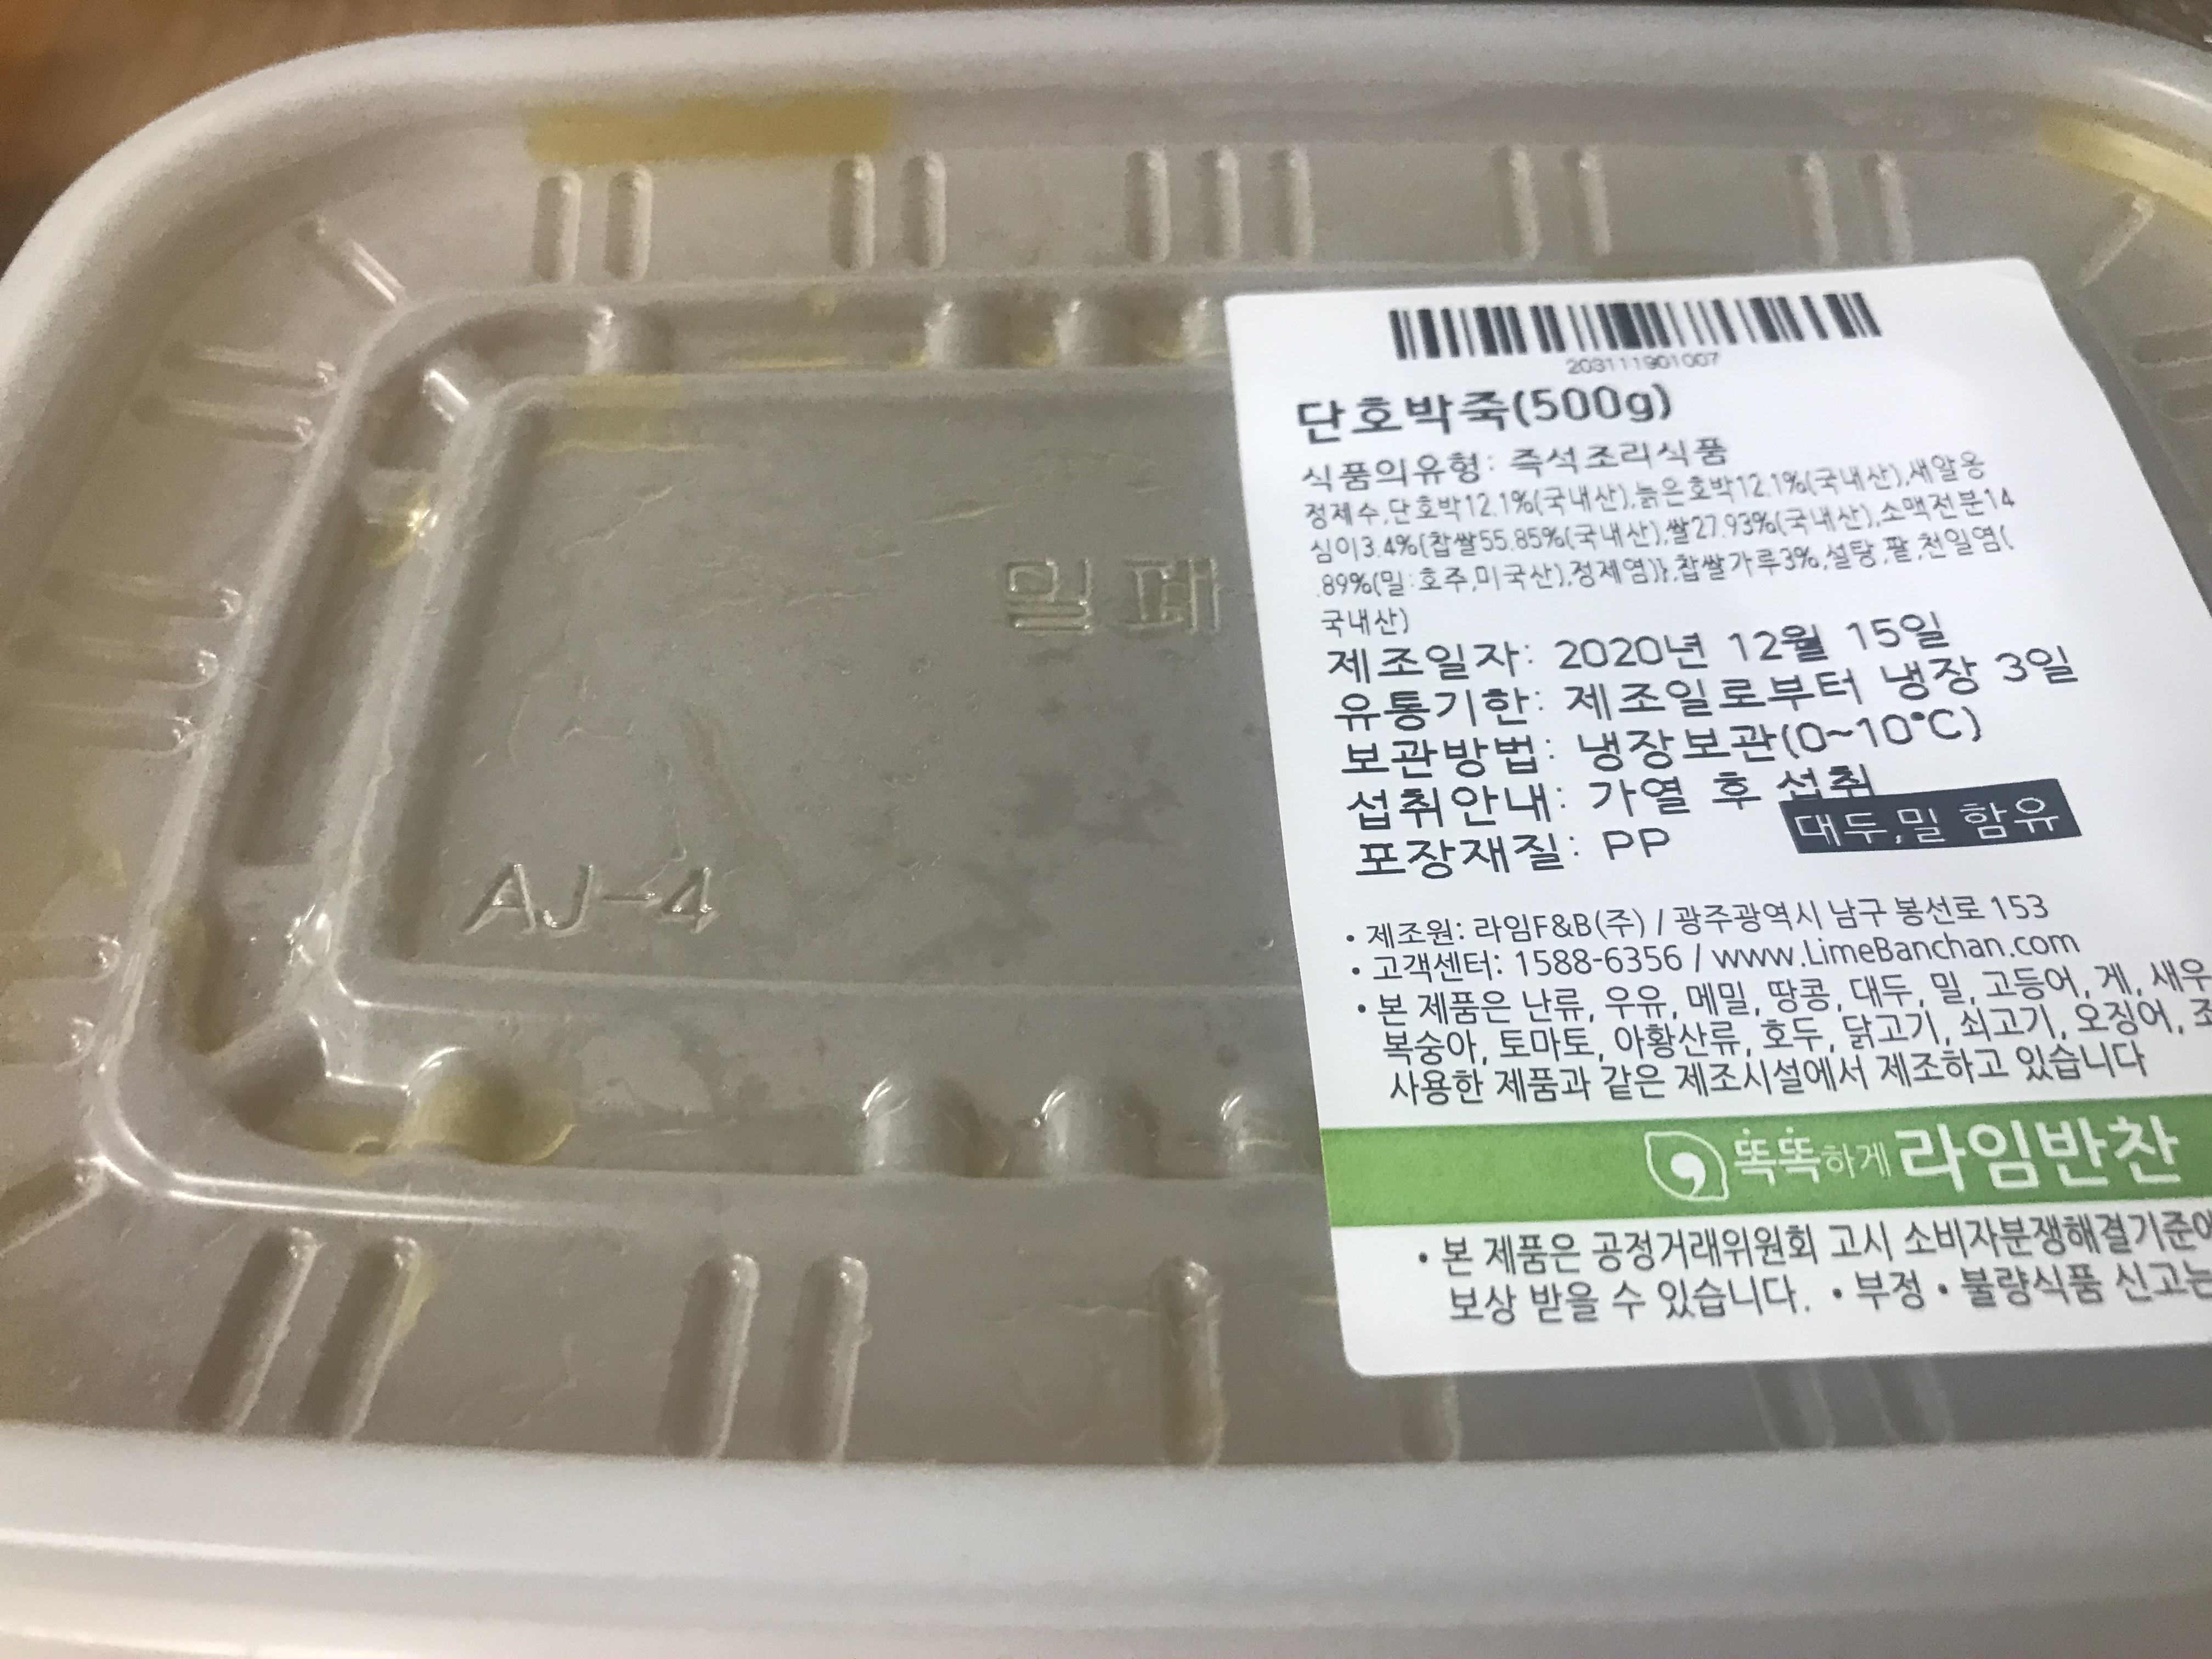 203111901007
단호박죽(500g)
식품의유형: 즉석조리식품
정제수,단호박12.1%(국내산),늙은호박12.1%(국내산),새알옹
심이3.4%{찹쌀55.85%(국내산),쌀27.93%(국내산),소맥전분14
.89%(밀:호주,미국산),정제염)},찹쌀가루3%,설탕,팥,천일염(
국내산)
제조일자: 2020년 12월 15일
유통기한: 제조일로부터 냉장 3일
보관방법: 냉장보관(0~10℃)
섭취안내: 가열 후 섭취
포장재질: PP
대두,밀 함유
• 제조원: 라임F&B(주) / 광주광역시 남구 봉선로 153
• 고객센터: 1588-6356 / www.LimeBanchan.com
• 본 제품은 난류, 우유, 메밀, 땅콩, 대두, 밀, 고등어, 게, 새우
복숭아, 토마토, 아황산류, 호두, 닭고기, 쇠고기, 오징어,
사용한 제품과 같은 제조시설에서 제조하고 있습니다
똑똑하게 라임반찬
• 본 제품은 공정거래위원회 고시 소비자분쟁해결기준에
보상 받을 수 있습니다. • 부정 • 불량식품 신고는
밀폐
AJ-4